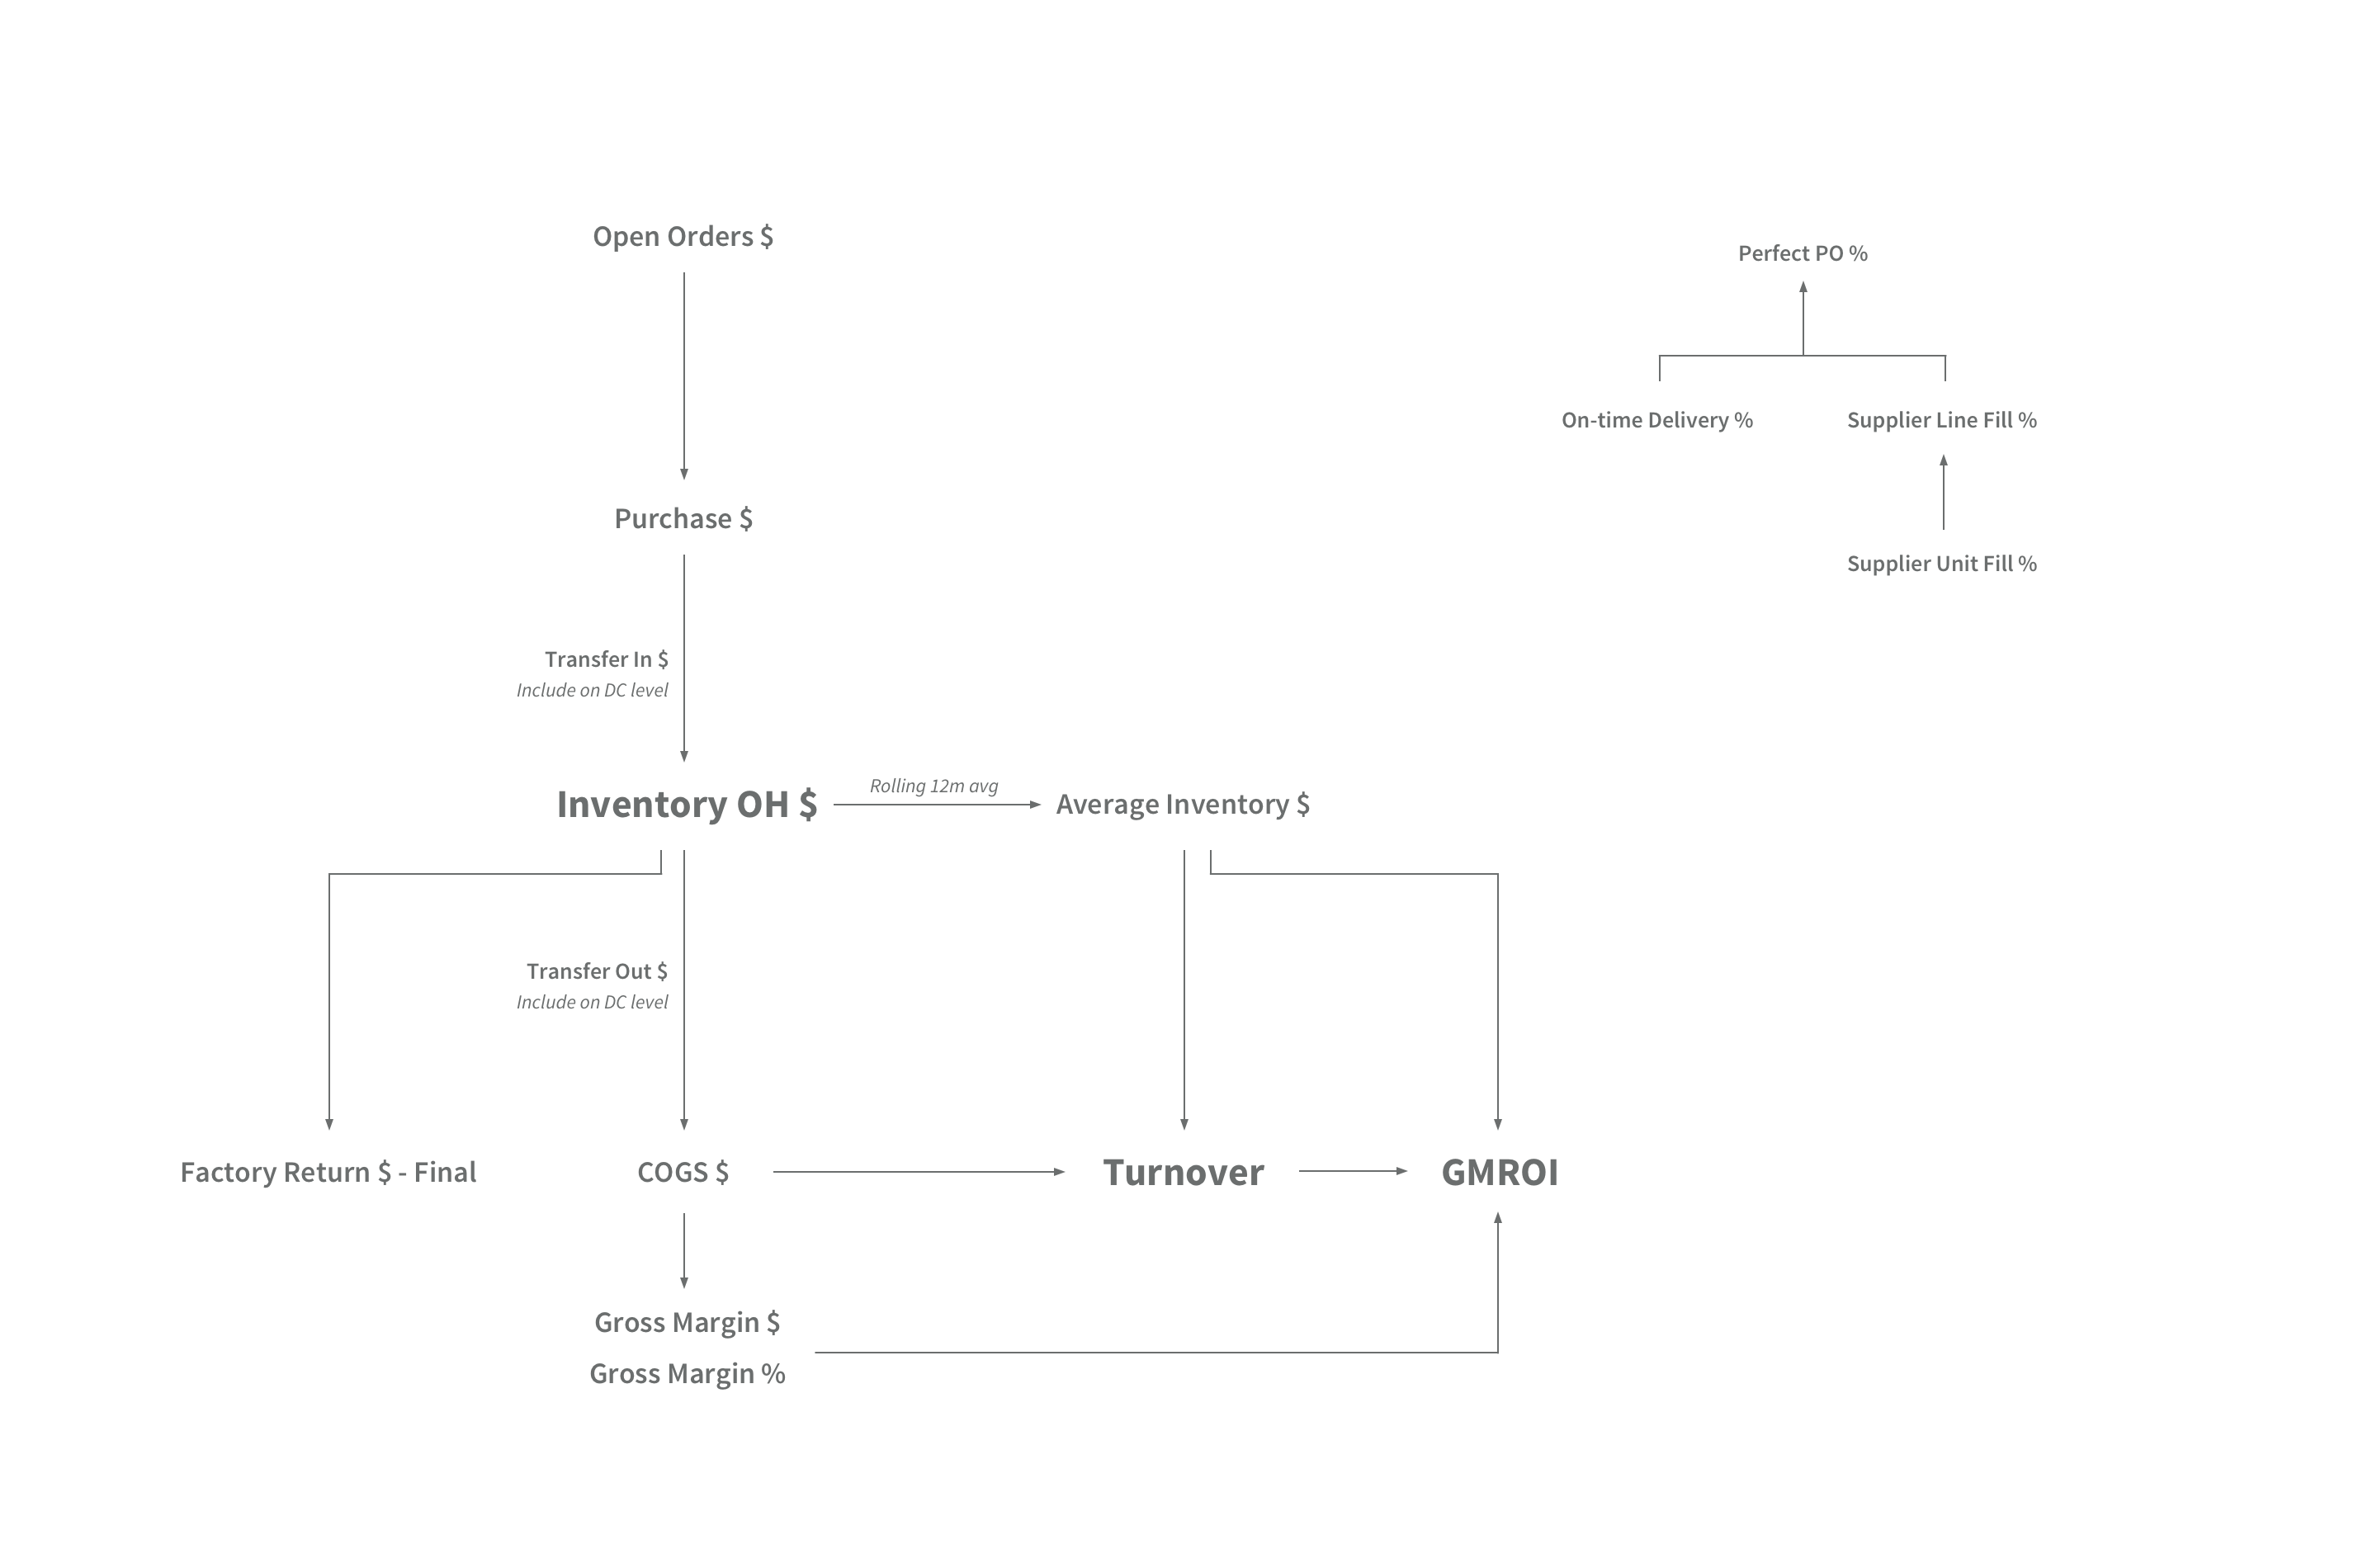 Open Orders $
Perfect PO %
On-time Delivery %
Supplier Line Fill %
Purchase $
Supplier Unit Fill %
Transfer In $
Include on DC level
Inventory OH $
Rolling 12m avg
Average Inventory $
Transfer Out $
Include on DC level
Factory Return $ - Final
COGS $
Turnover
GMROI
Gross Margin $
Gross Margin %